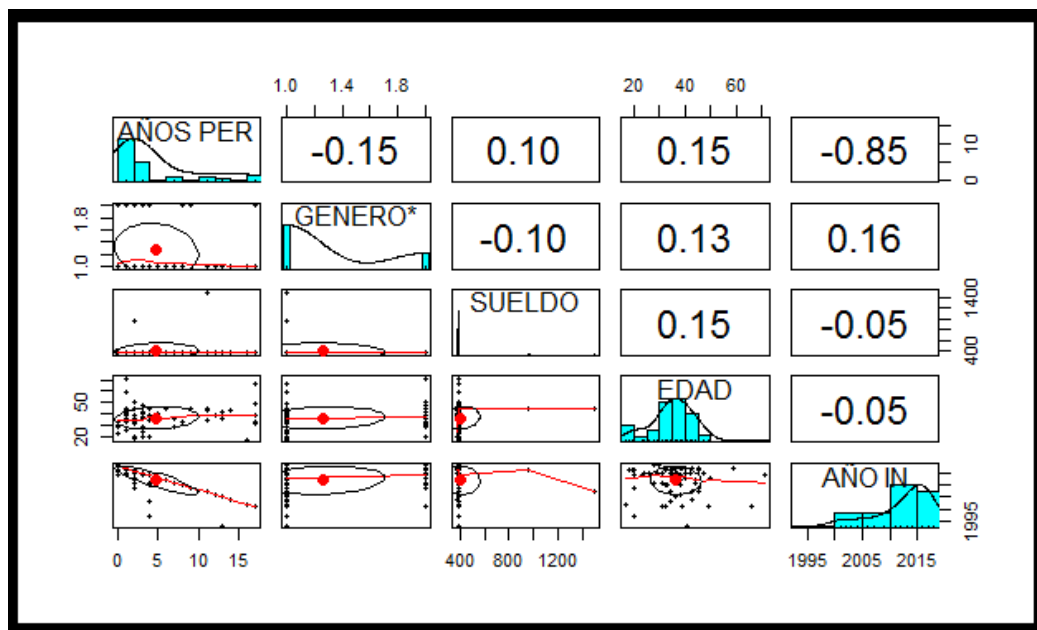 1.0 1.4 1.8 20 40 60
AÑOS PER -0.15 0.10 0.15 -0.85 0 10
1.0 1.8 GENERO* -0.10 0.13 0.16
SUELDO 0.15 -0.05 400 1400
20 50 EDAD -0.05
AÑO IN 1995
0 5 10 15 400 800 1200 1995 2005 2015